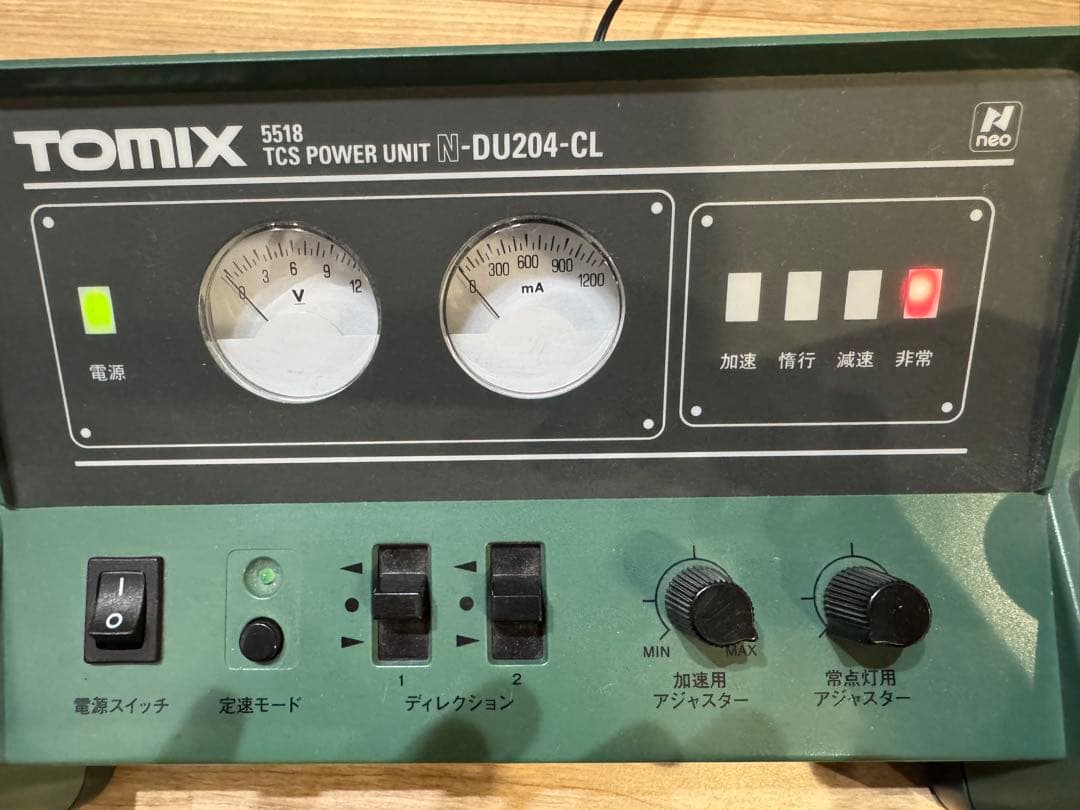 TOMIX
5518
TCS POWER UNIT N-DU204-CL
N
neo
0 3 6 9 12
V
0 300 600 900 1200
mA
電源
加速 惰行 減速 非常
I
O
1
2
MIN MAX
電源スイッチ
定速モード
ディレクション
加速用
アジャスター
常点灯用
アジャスター